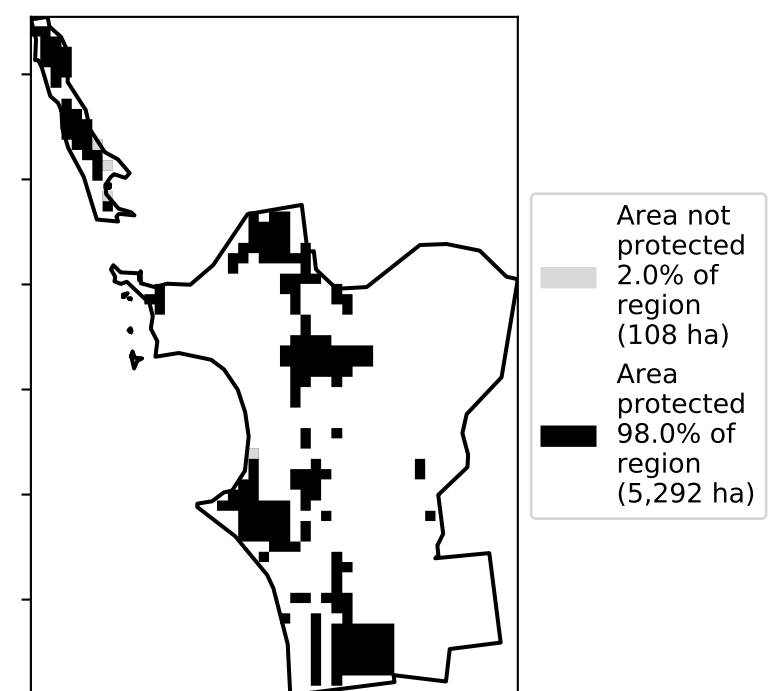 Area not
protected
2.0% of
region
(108 ha)
Area
protected
98.0% of
region
(5,292 ha)